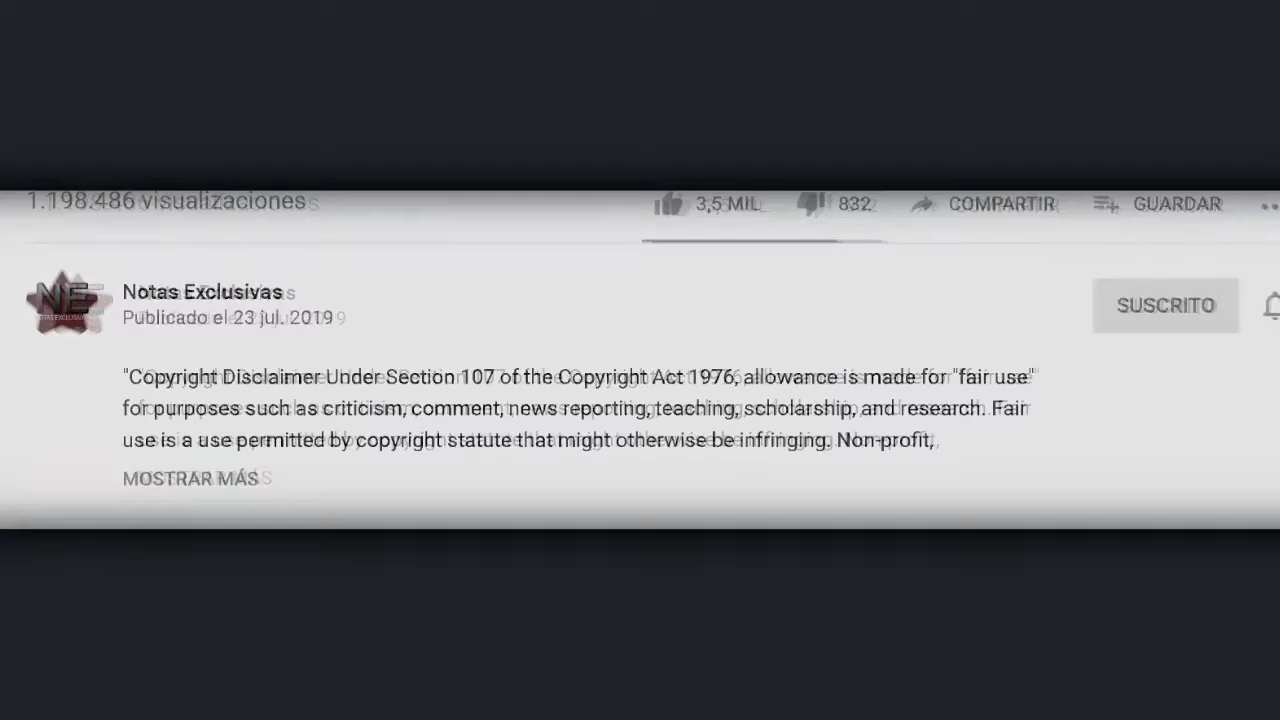 1.198.486 visualizaciones
3,5 MIL 832 COMPARTIR GUARDAR
NE
NOTAS EXCLUSIVAS
Notas Exclusivas
Publicado el 23 jul. 2019
SUSCRITO
"Copyright Disclaimer Under Section 107 of the Copyright Act 1976, allowance is made for "fair use"
for purposes such as criticism, comment, news reporting, teaching, scholarship, and research. Fair
use is a use permitted by copyright statute that might otherwise be infringing. Non-profit,
MOSTRAR MÁS